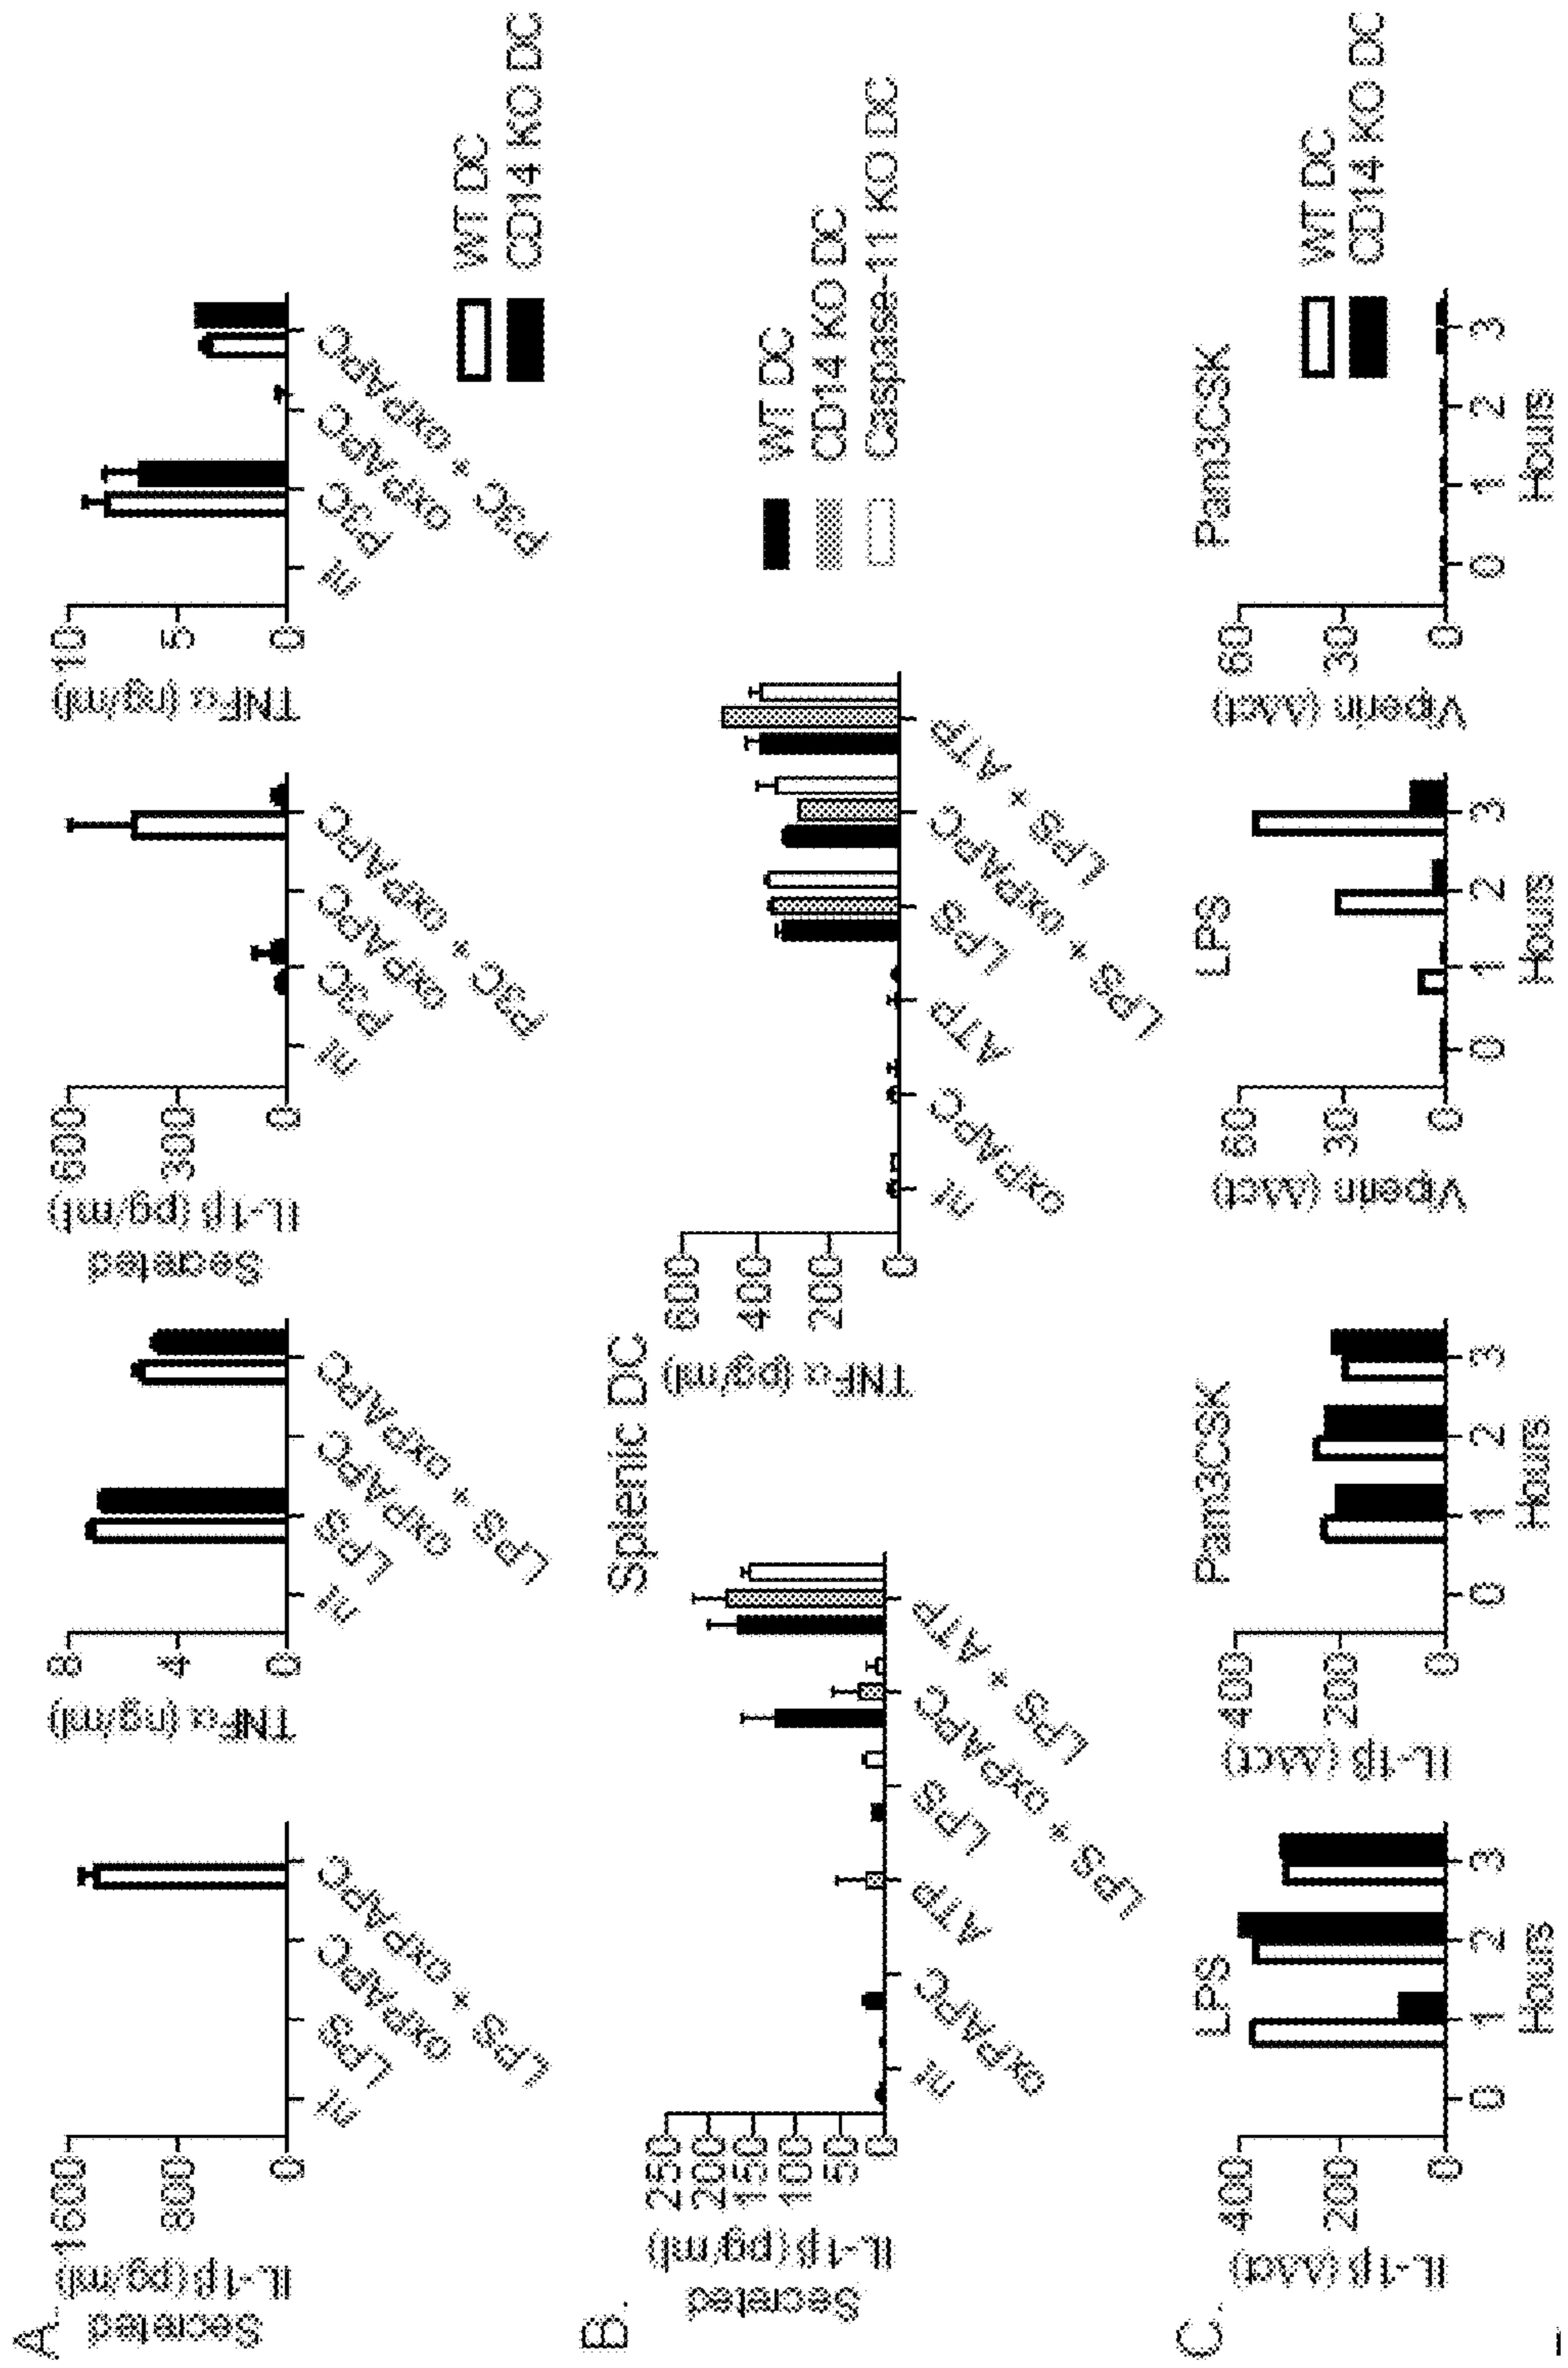 A.
Secreted
IL-1β (pg/ml)
1600
800
0
nt
LPS
oxPAPC
LPS + oxPAPC
TNFα (ng/ml)
8
4
0
nt
LPS
oxPAPC
LPS + oxPAPC
Secreted
IL-1β (pg/ml)
600
300
0
nt
P3C
oxPAPC
P3C + oxPAPC
TNFα (ng/ml)
10
5
0
nt
P3C
oxPAPC
P3C + oxPAPC
WT DC
CD14 KO DC
B.
Splenic DC
Secreted
IL-1β (pg/ml)
250
200
150
100
50
0
nt
oxPAPC
ATP
LPS
LPS + oxPAPC
LPS + ATP
TNFα (pg/ml)
600
400
200
0
nt
oxPAPC
ATP
LPS
LPS + oxPAPC
LPS + ATP
WT DC
CD14 KO DC
Caspase-11 KO DC
C.
LPS
IL-1β (ΔΔct)
400
200
0
0 1 2 3
Hours
Pam3CSK
IL-1β (ΔΔct)
400
200
0
0 1 2 3
Hours
LPS
Viperin (ΔΔct)
60
30
0
0 1 2 3
Hours
Pam3CSK
Viperin (ΔΔct)
60
30
0
0 1 2 3
Hours
WT DC
CD14 KO DC